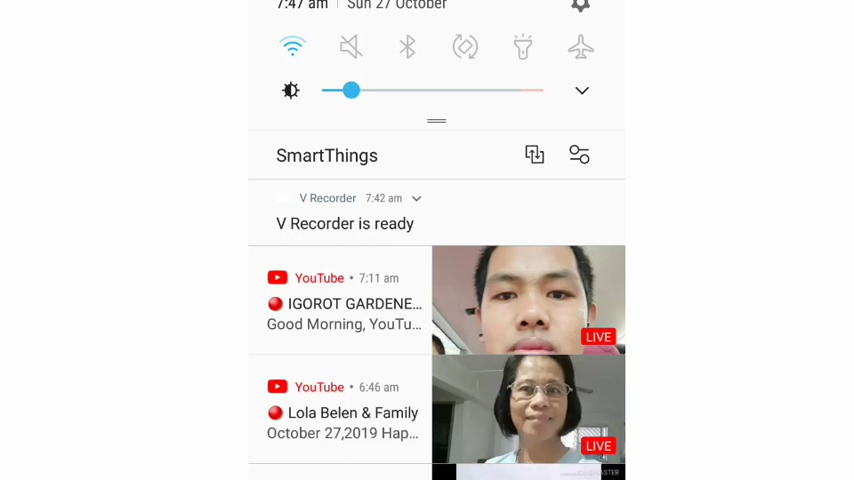 7:47 am | Sun 27 October
SmartThings
V Recorder 7:42 am
V Recorder is ready
YouTube • 7:11 am
IGOROT GARDENE...
Good Morning, YouTu...
LIVE
YouTube • 6:46 am
Lola Belen & Family
October 27,2019 Hap...
LIVE